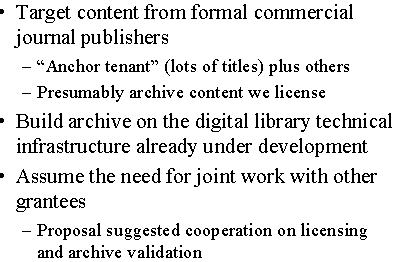 • Target content from formal commercial
journal publishers
– “Anchor tenant” (lots of titles) plus others
– Presumably archive content we license
• Build archive on the digital library technical
infrastructure already under development
• Assume the need for joint work with other
grantees
– Proposal suggested cooperation on licensing
and archive validation